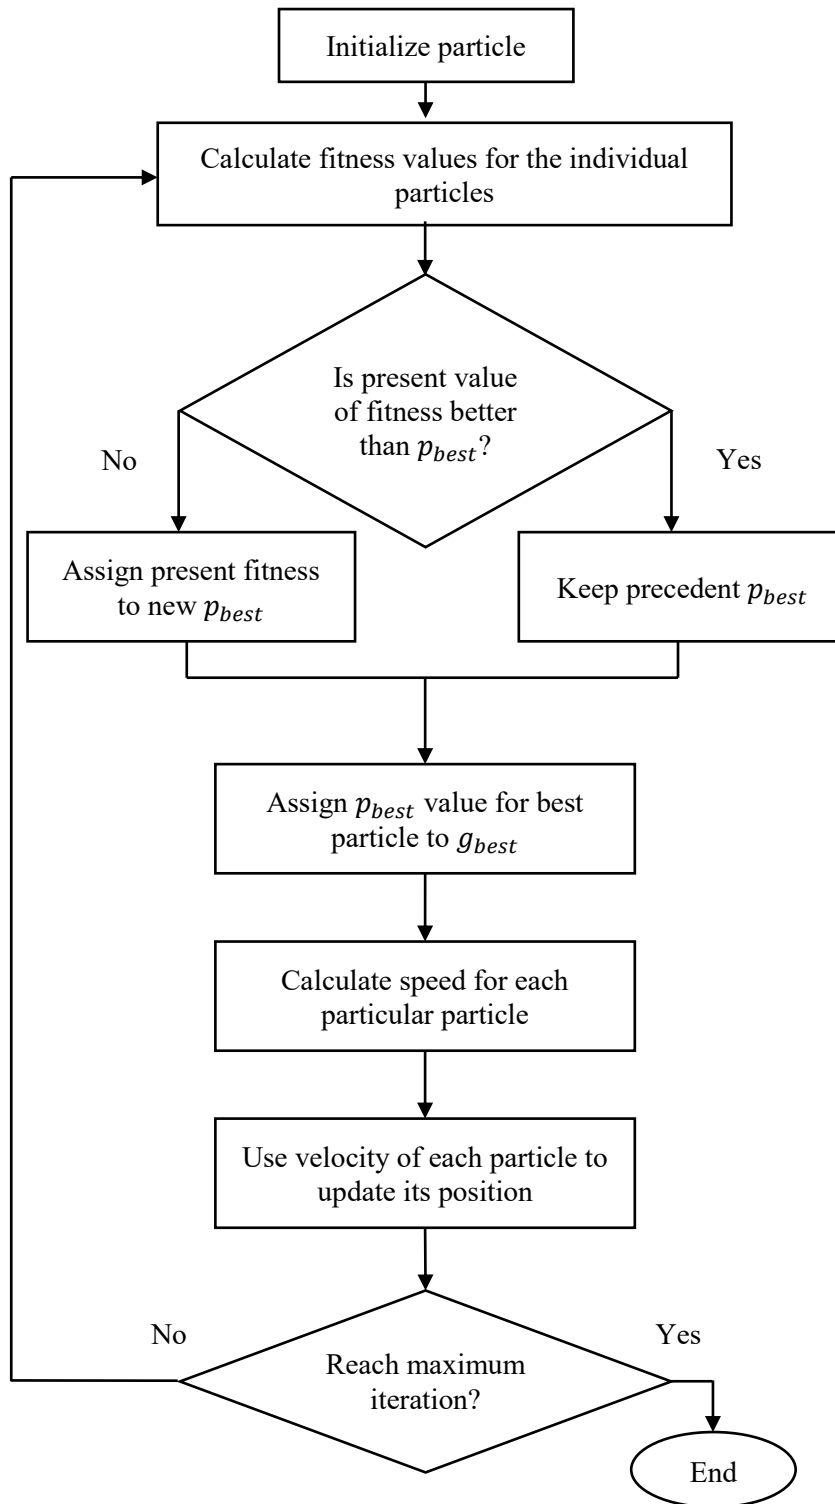 Initialize particle
Calculate fitness values for the individual
particles
Is present value
of fitness better
than p_best?
No
Yes
Assign present fitness
to new p_best
Keep precedent p_best
Assign p_best value for best
particle to g_best
Calculate speed for each
particular particle
Use velocity of each particle to
update its position
No
Yes
Reach maximum
iteration?
End